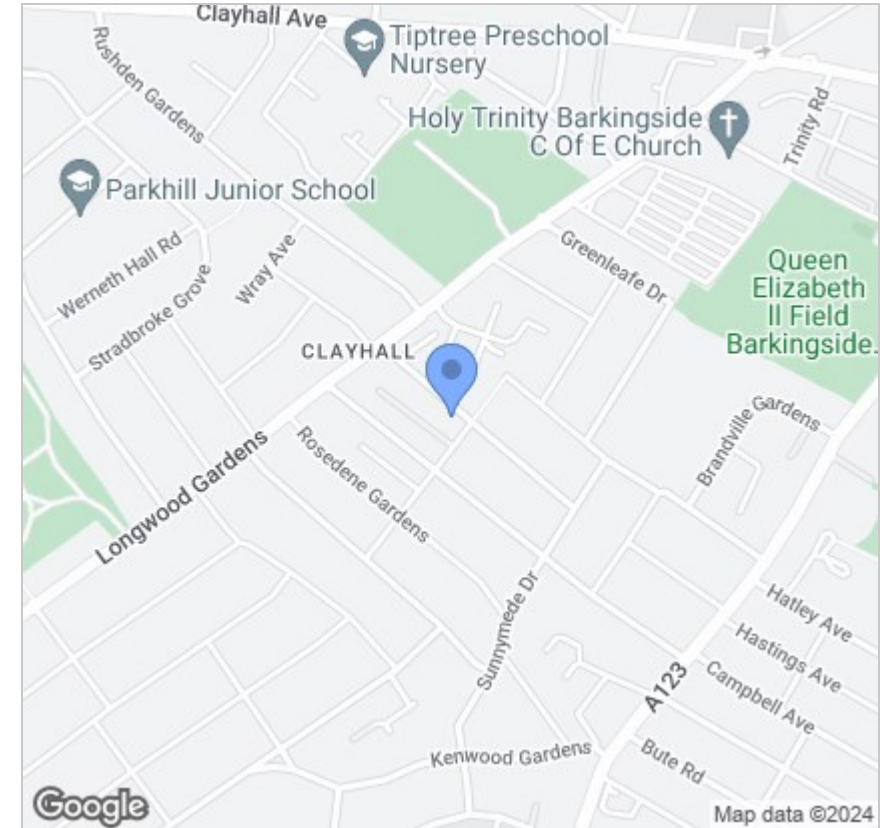 Clayhall Ave
Rushden Gardens
Tiptree Preschool
Nursery
Holy Trinity Barkingside
C Of E Church
Trinity Rd
Parkhill Junior School
Werneth Hall Rd
Stradbroke Grove
Wray Ave
Greenleafe Dr
Queen
Elizabeth
II Field
Barkingside.
CLAYHALL
Longwood Gardens
Rosedene Gardens
Brandville Gardens
Sunnymede Dr
Hatley Ave
Hastings Ave
Campbell Ave
A123
Bute Rd
Kenwood Gardens
Google
Map data ©2024